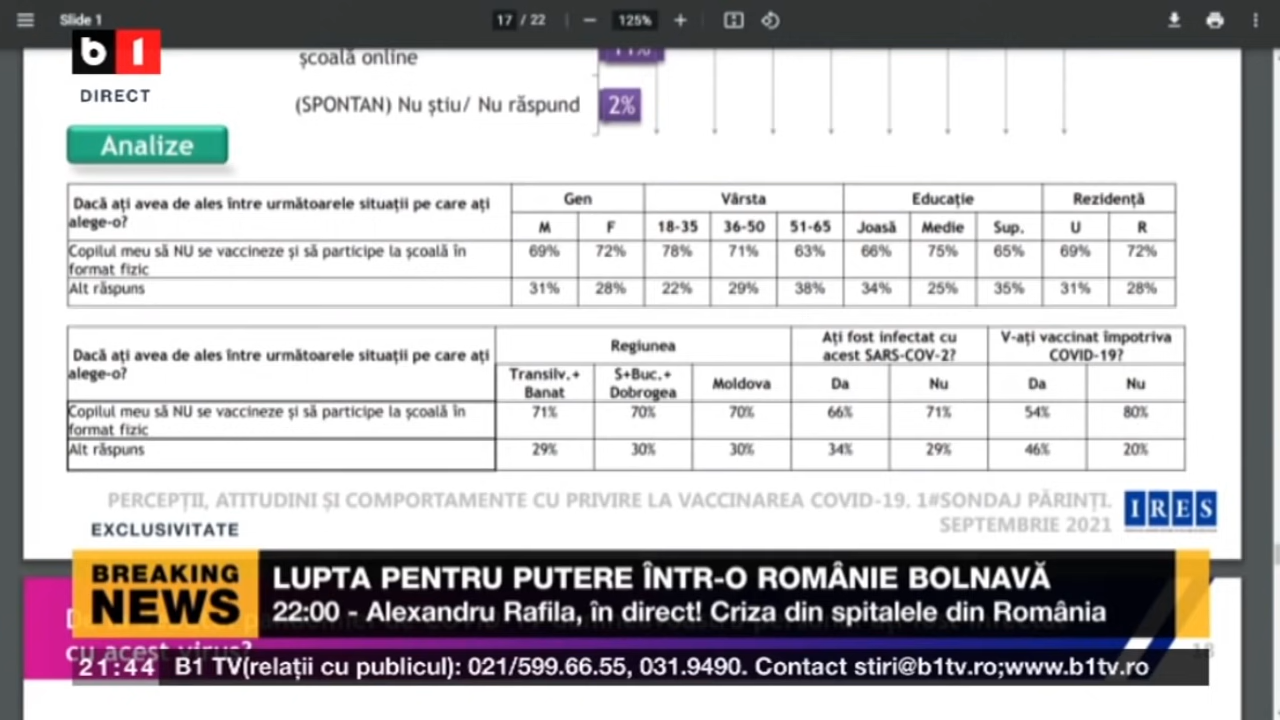 Slide 1
17 / 22
125%
b 1
DIRECT
școală online
11%
(SPONTAN) Nu știu/ Nu răspund
2%
Analize
Dacă ați avea de ales între următoarele situații pe care ați alege-o?
Gen
Vârsta
Educație
Rezidență
M F 18-35 36-50 51-65 Joasă Medie Sup. U R
Copilul meu să NU se vaccineze și să participe la școală în format fizic
69% 72% 78% 71% 63% 66% 75% 65% 69% 72%
Alt răspuns
31% 28% 22% 29% 38% 34% 25% 35% 31% 28%
Dacă ați avea de ales între următoarele situații pe care ați alege-o?
Regiunea
Ați fost infectat cu acest SARS-COV-2?
V-ați vaccinat împotriva COVID-19?
Transilv.+ Banat
S+Buc.+ Dobrogea
Moldova
Da Nu Da Nu
Copilul meu să NU se vaccineze și să participe la școală în format fizic
71% 70% 70% 66% 71% 54% 80%
Alt răspuns
29% 30% 30% 34% 29% 46% 20%
PERCEPȚII, ATITUDINI ȘI COMPORTAMENTE CU PRIVIRE LA VACCINAREA COVID-19. 1#SONDAJ PĂRINȚI.
SEPTEMBRIE 2021
IRES
EXCLUSIVITATE
BREAKING
NEWS
LUPTA PENTRU PUTERE ÎNTR-O ROMÂNIE BOLNAVĂ
22:00 - Alexandru Rafila, în direct! Criza din spitalele din România
cu acest virus?
18
21:44 B1 TV(relații cu publicul): 021/599.66.55, 031.9490. Contact stiri@b1tv.ro;www.b1tv.ro